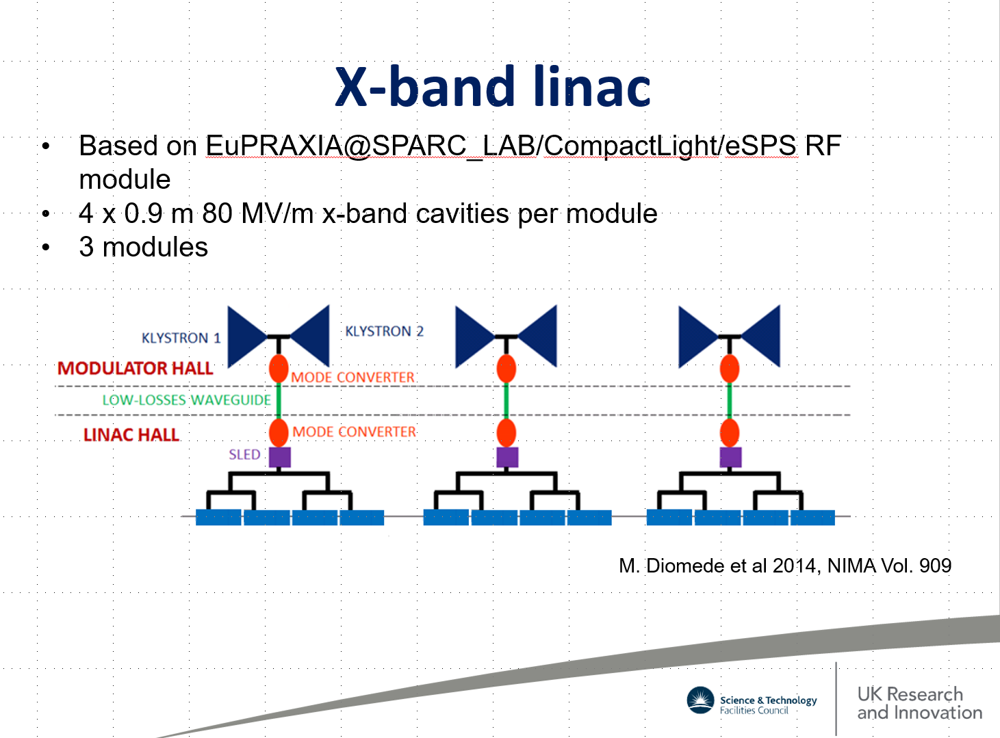 X-band linac
• Based on EuPRAXIA@SPARC_LAB/CompactLight/eSPS RF
module
• 4 x 0.9 m 80 MV/m x-band cavities per module
• 3 modules
KLYSTRON 1
KLYSTRON 2
MODULATOR HALL
MODE CONVERTER
LOW-LOSSES WAVEGUIDE
LINAC HALL
MODE CONVERTER
SLED
M. Diomede et al 2014, NIMA Vol. 909
Science & Technology
Facilities Council
UK Research
and Innovation